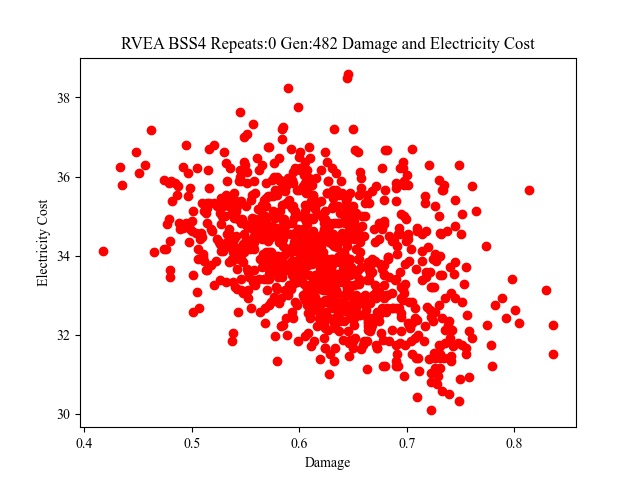 RVEA BSS4 Repeats:0 Gen:482 Damage and Electricity Cost
38
36
34
32
30
Electricity Cost
0.4 0.5 0.6 0.7 0.8
Damage